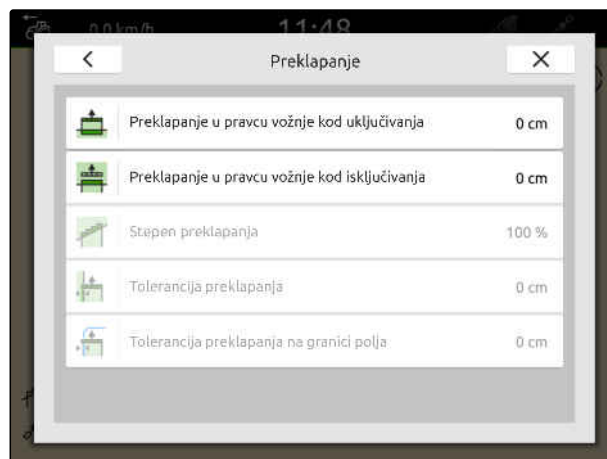 0.0 km/h
11:48
Preklapanje
Preklapanje u pravcu vožnje kod uključivanja
0 cm
Preklapanje u pravcu vožnje kod isključivanja
0 cm
Stepen preklapanja
100 %
Tolerancija preklapanja
0 cm
Tolerancija preklapanja na granici polja
0 cm